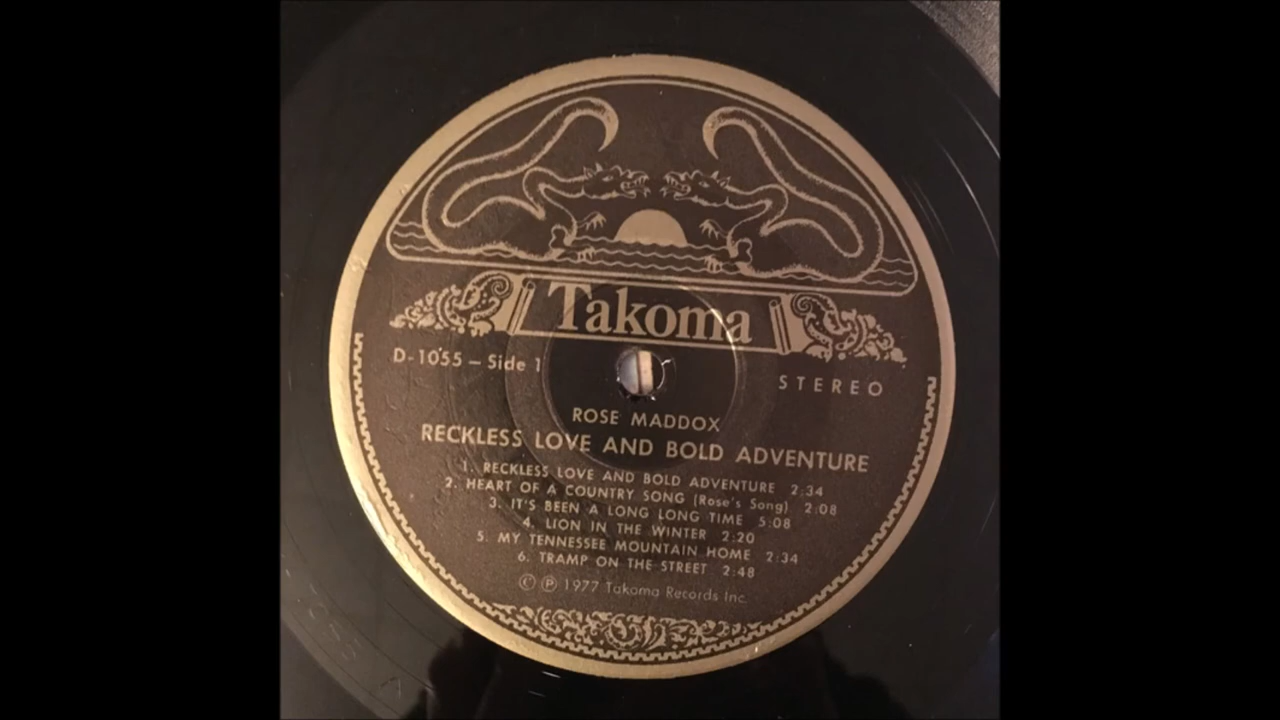 Takoma
D-1055 – Side 1
STEREO
ROSE MADDOX
RECKLESS LOVE AND BOLD ADVENTURE
1. RECKLESS LOVE AND BOLD ADVENTURE 2:34
2. HEART OF A COUNTRY SONG (Rose's Song) 2:08
3. IT'S BEEN A LONG LONG TIME 5:08
4. LION IN THE WINTER 2:20
5. MY TENNESSEE MOUNTAIN HOME 2:34
6. TRAMP ON THE STREET 2:48
© ℗ 1977 Takoma Records Inc.